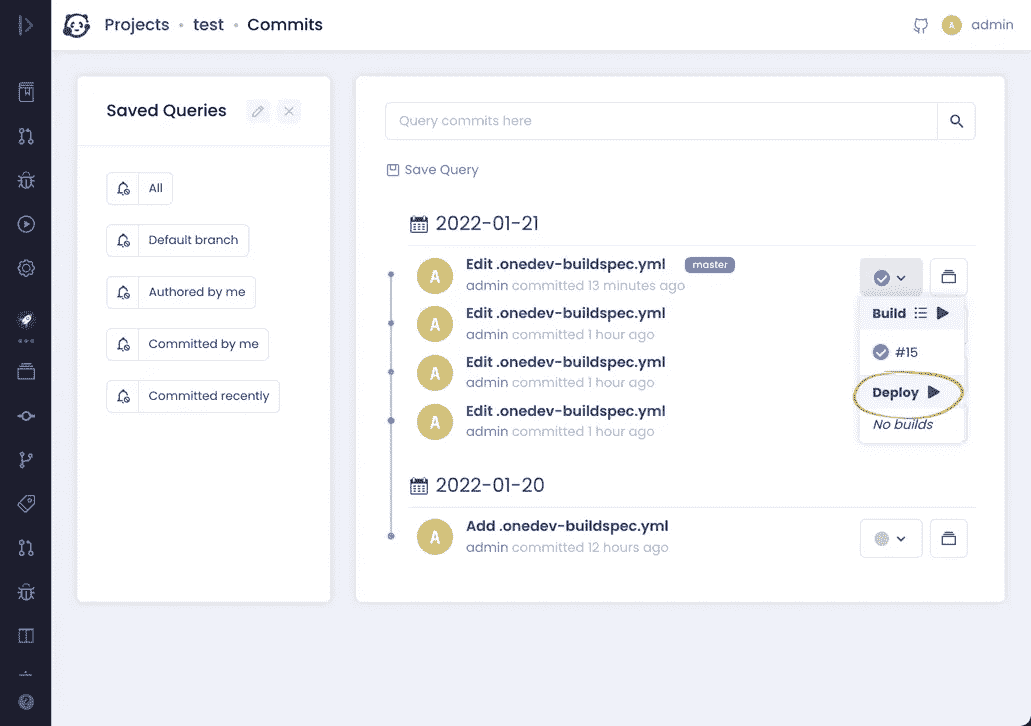 Projects • test • Commits
A admin
Saved Queries
All
Default branch
Authored by me
Committed by me
Committed recently
Query commits here
Save Query
2022-01-21
A Edit .onedev-buildspec.yml master
admin committed 13 minutes ago
A Edit .onedev-buildspec.yml
admin committed 1 hour ago
A Edit .onedev-buildspec.yml
admin committed 1 hour ago
A Edit .onedev-buildspec.yml
admin committed 1 hour ago
Build
#15
Deploy
No builds
2022-01-20
A Add .onedev-buildspec.yml
admin committed 12 hours ago